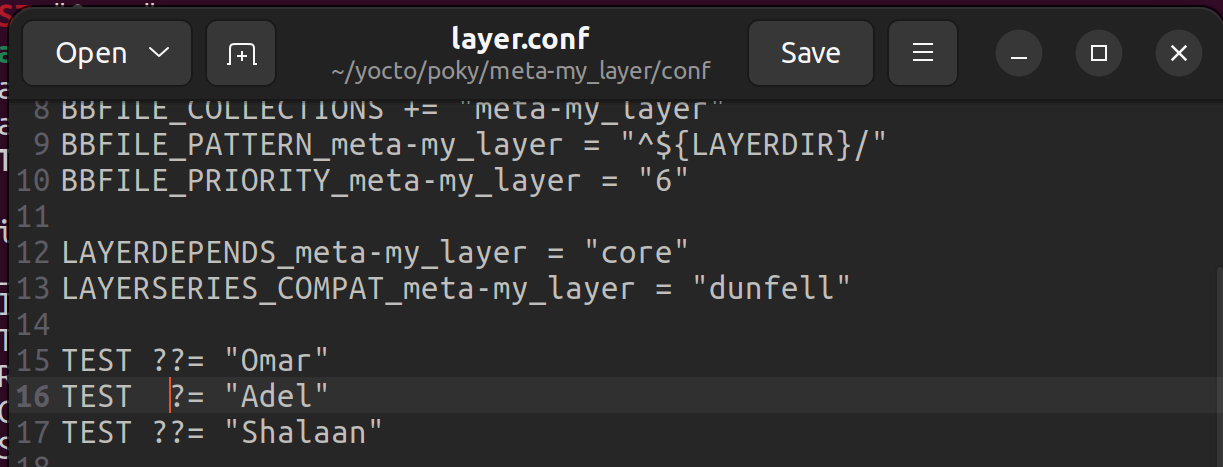 Open
layer.conf
~/yocto/poky/meta-my_layer/conf
Save
8 BBFILE_COLLECTIONS += "meta-my_layer"
9 BBFILE_PATTERN_meta-my_layer = "^${LAYERDIR}/"
10 BBFILE_PRIORITY_meta-my_layer = "6"
11
12 LAYERDEPENDS_meta-my_layer = "core"
13 LAYERSERIES_COMPAT_meta-my_layer = "dunfell"
14
15 TEST ??= "Omar"
16 TEST  ?= "Adel"
17 TEST ??= "Shalaan"
18